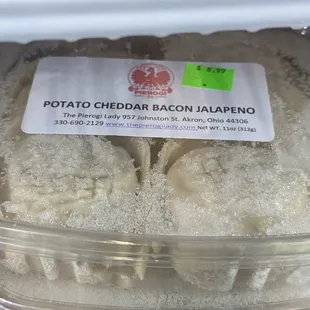 $ 8.99
PIEROGI
POTATO CHEDDAR BACON JALAPENO
The Pierogi Lady 957 Johnston St. Akron, Ohio 44306
330-690-2129 www.thepierogilady.com Net WT. 11oz (312g)